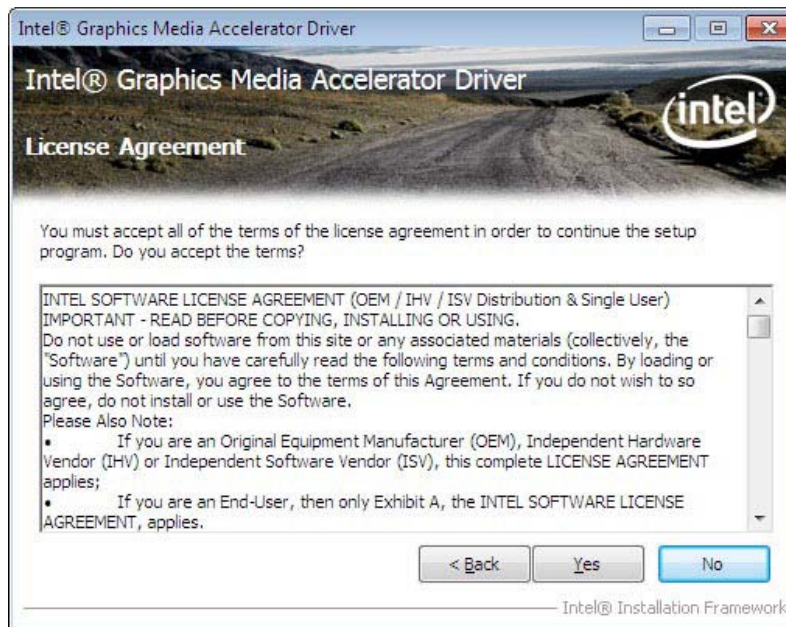 Intel® Graphics Media Accelerator Driver
Intel® Graphics Media Accelerator Driver
intel
License Agreement
You must accept all of the terms of the license agreement in order to continue the setup
program. Do you accept the terms?
INTEL SOFTWARE LICENSE AGREEMENT (OEM / IHV / ISV Distribution & Single User)
IMPORTANT - READ BEFORE COPYING, INSTALLING OR USING.
Do not use or load software from this site or any associated materials (collectively, the
"Software") until you have carefully read the following terms and conditions. By loading or
using the Software, you agree to the terms of this Agreement. If you do not wish to so
agree, do not install or use the Software.
Please Also Note:
• If you are an Original Equipment Manufacturer (OEM), Independent Hardware
Vendor (IHV) or Independent Software Vendor (ISV), this complete LICENSE AGREEMENT
applies;
• If you are an End-User, then only Exhibit A, the INTEL SOFTWARE LICENSE
AGREEMENT, applies.
< Back Yes No
Intel® Installation Framework